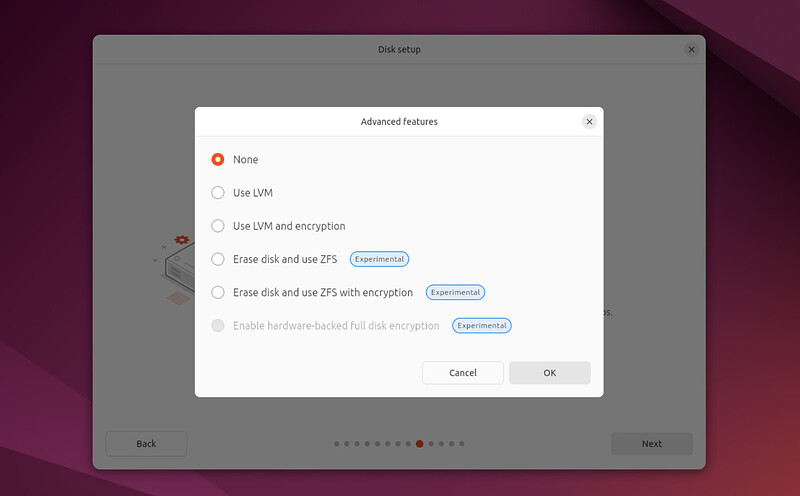 Disk setup
Advanced features
None
Use LVM
Use LVM and encryption
Erase disk and use ZFS Experimental
Erase disk and use ZFS with encryption Experimental
Enable hardware-backed full disk encryption Experimental
Cancel OK
Back Next